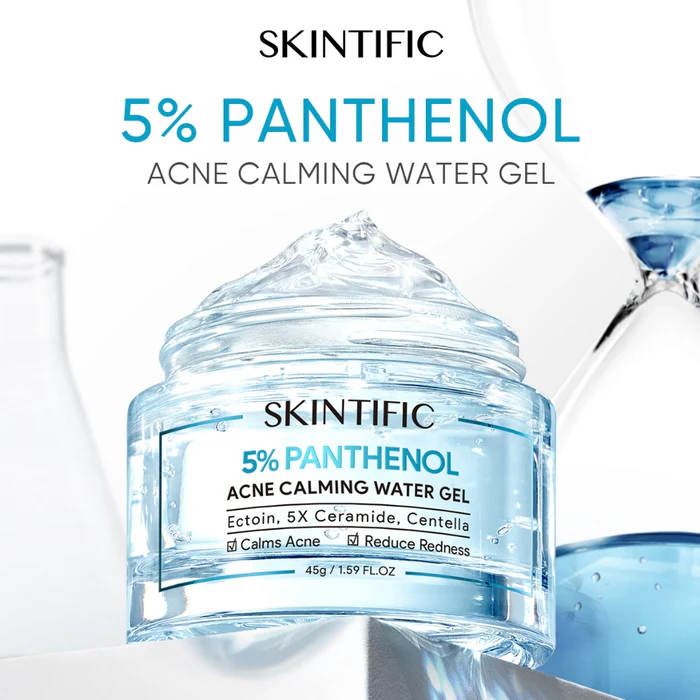 SKINTIFIC
5% PANTHENOL
ACNE CALMING WATER GEL
SKINTIFIC
5% PANTHENOL
ACNE CALMING WATER GEL
Ectoin, 5X Ceramide, Centella
☑ Calms Acne ☑ Reduce Redness
45g / 1.59 FL.OZ